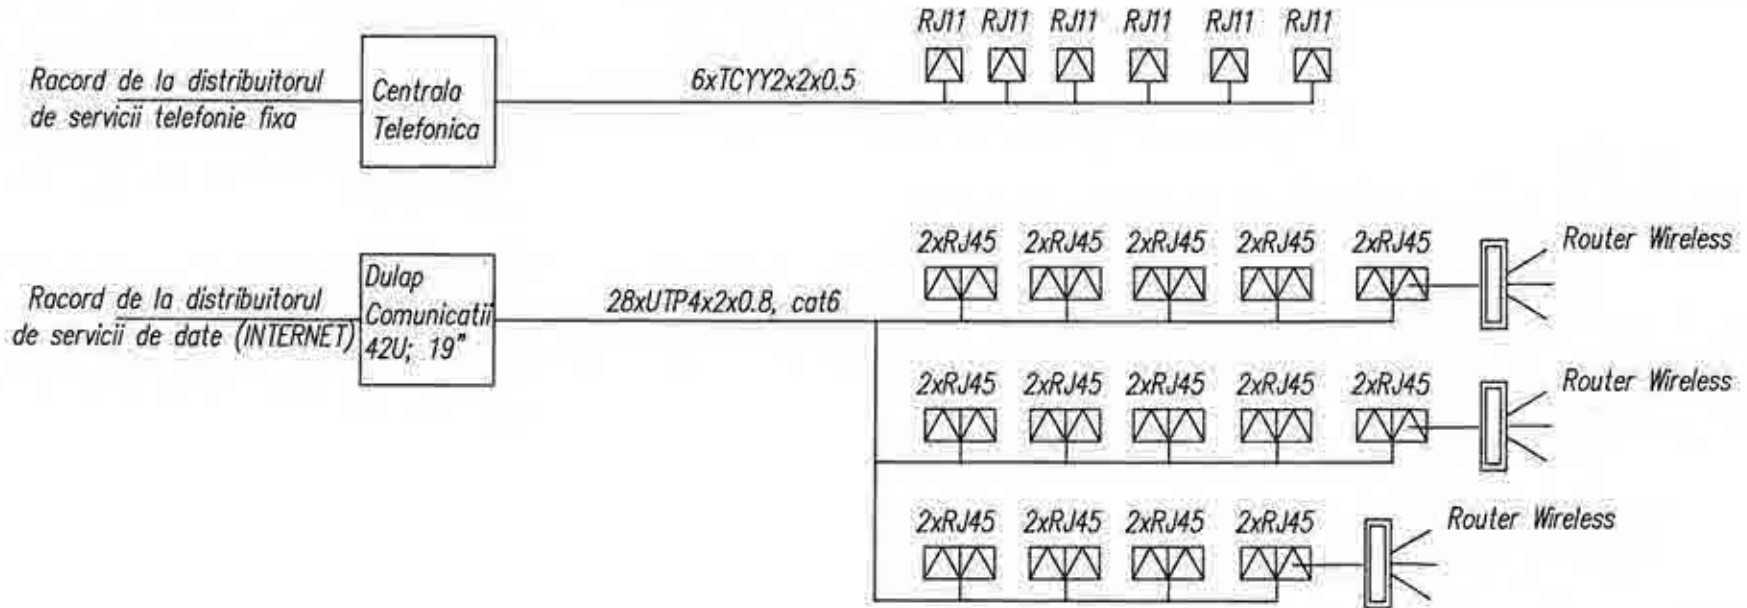 RJ11 RJ11 RJ11 RJ11 RJ11 RJ11
Racord de la distribuitorul
de servicii telefonie fixa
Centrala
Telefonica
6xTCYY2x2x0.5
2xRJ45 2xRJ45 2xRJ45 2xRJ45 2xRJ45 Router Wireless
Racord de la distribuitorul
de servicii de date (INTERNET)
Dulap
Comunicatii
42U; 19"
28xUTP4x2x0.8, cat6
2xRJ45 2xRJ45 2xRJ45 2xRJ45 2xRJ45 Router Wireless
2xRJ45 2xRJ45 2xRJ45 2xRJ45 Router Wireless